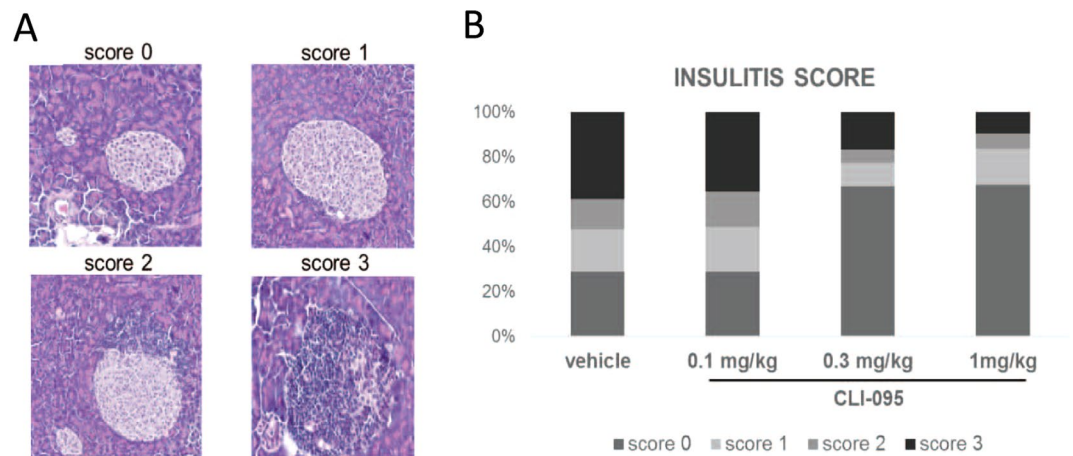 A
score 0
score 1
score 2
score 3
B
INSULITIS SCORE
100%
80%
60%
40%
20%
0%
vehicle
0.1 mg/kg
0.3 mg/kg
1mg/kg
CLI-095
score 0
score 1
score 2
score 3